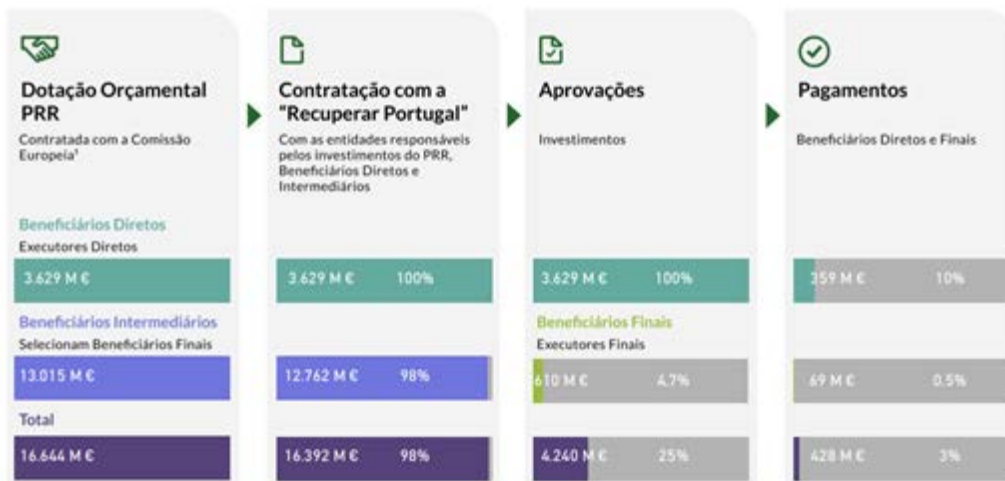 Dotação Orçamental
PRR
Contratada com a Comissão
Europeia¹
Contratação com a
“Recuperar Portugal”
Com as entidades responsáveis
pelos investimentos do PRR,
Beneficiários Diretos e
Intermediários
Aprovações
Investimentos
Pagamentos
Beneficiários Diretos e Finais
Beneficiários Diretos
Executores Diretos
3.629 M €
3.629 M € 100%
3.629 M € 100%
359 M € 10%
Beneficiários Intermediários
Selecionam Beneficiários Finais
Beneficiários Finais
Executores Finais
13.015 M €
12.762 M € 98%
610 M € 4.7%
69 M € 0.5%
Total
16.644 M €
16.392 M € 98%
4.240 M € 25%
428 M € 3%